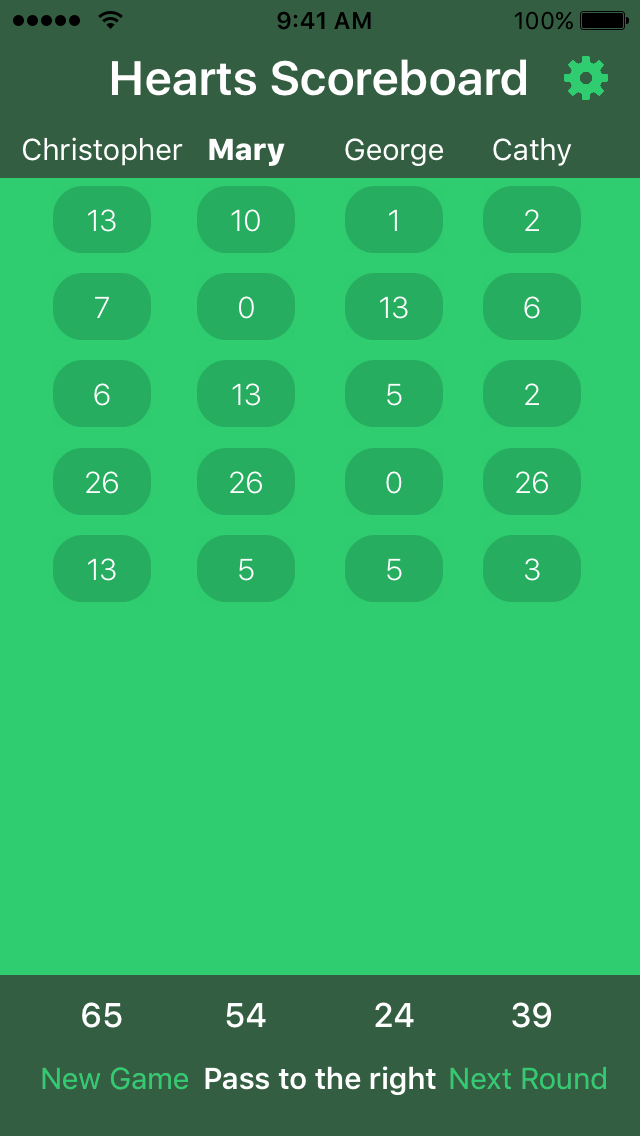 9:41 AM 100%
Hearts Scoreboard
Christopher Mary George Cathy
13 10 1 2
7 0 13 6
6 13 5 2
26 26 0 26
13 5 5 3
65 54 24 39
New Game Pass to the right Next Round